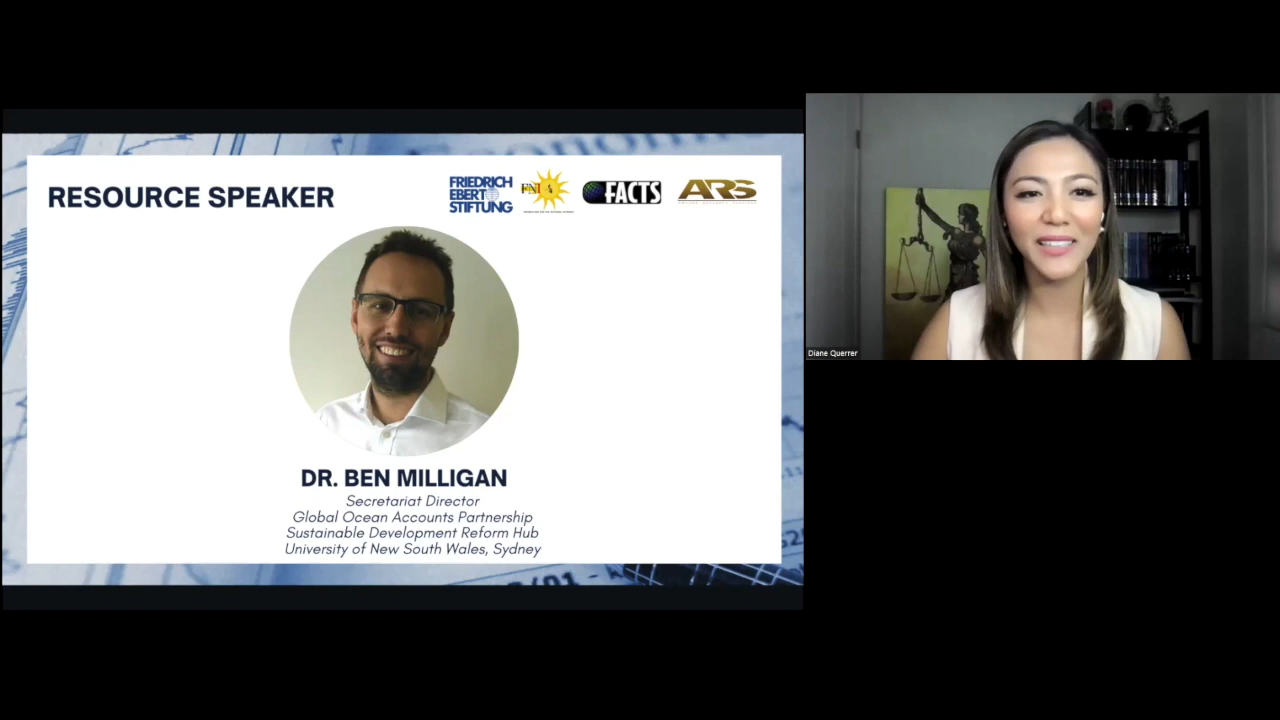 RESOURCE SPEAKER
FRIEDRICH
EBERT
STIFTUNG
FNI
FACTS
ARS
DR. BEN MILLIGAN
Secretariat Director
Global Ocean Accounts Partnership
Sustainable Development Reform Hub
University of New South Wales, Sydney
Diane Querrer